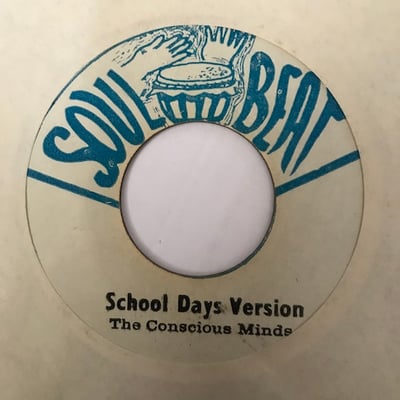 SOUL BEAT
School Days Version
The Conscious Minds